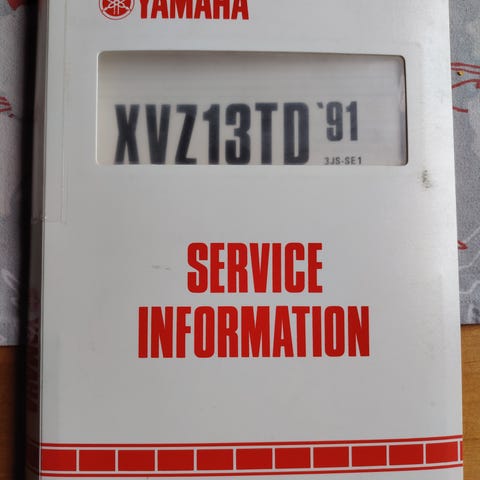 YAMAHA
XVZ13TD '91
3JS-SE1
SERVICE
INFORMATION